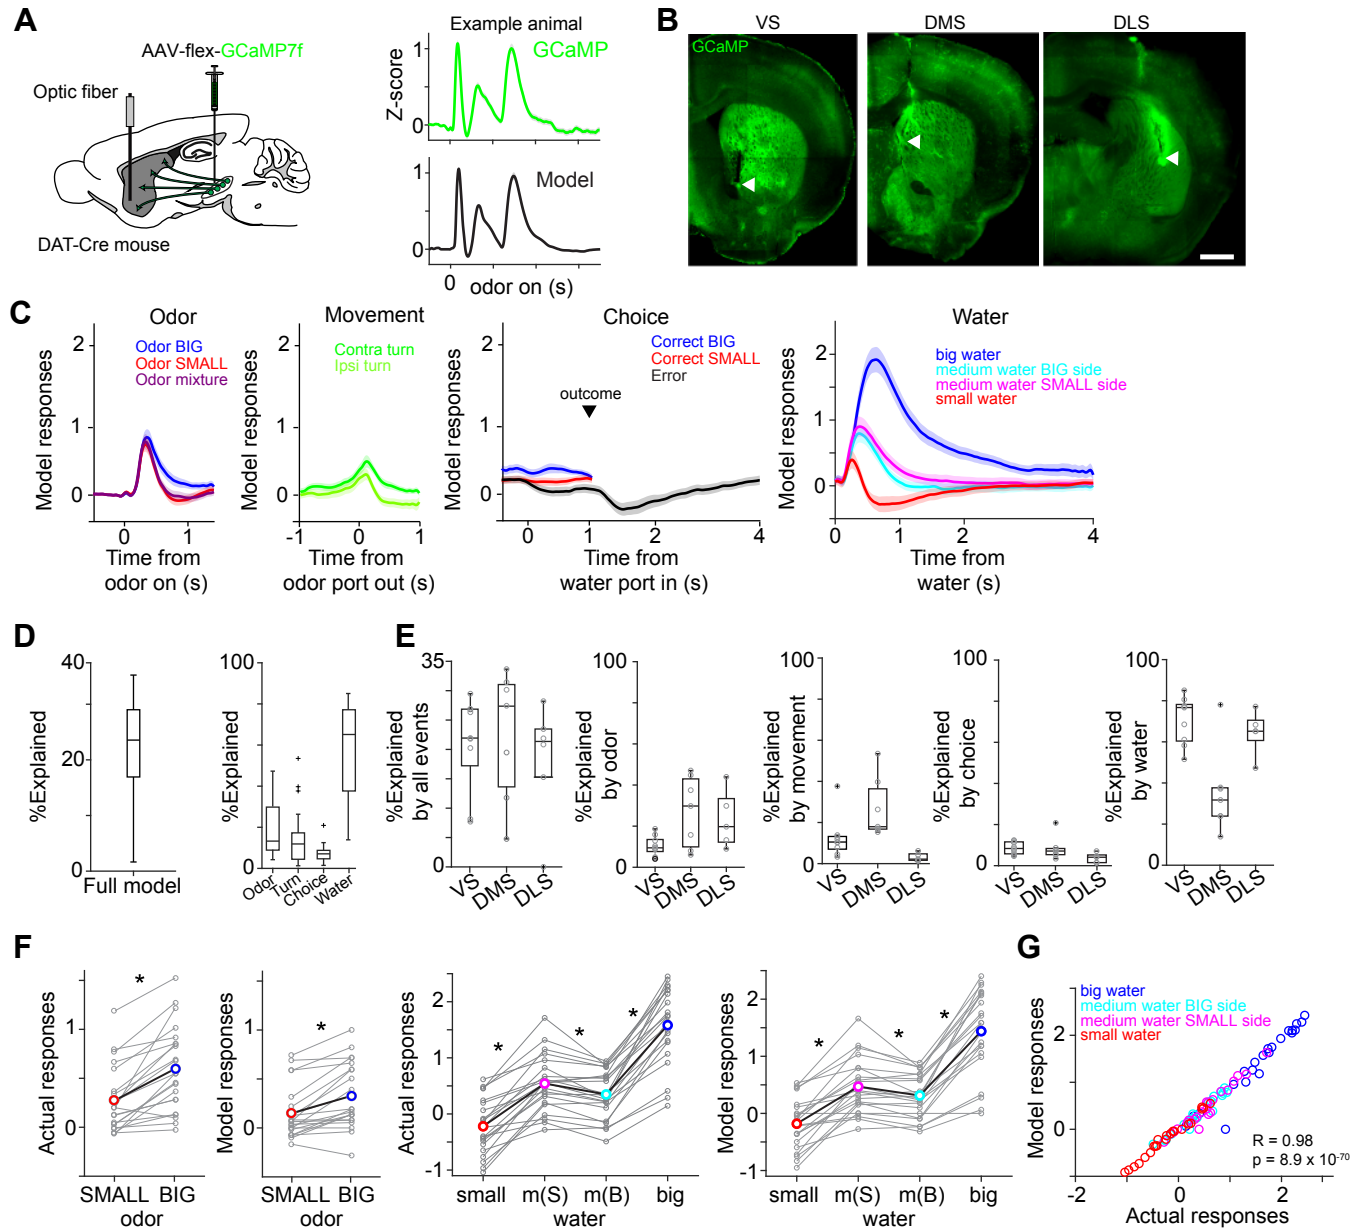 A
AAV-flex-GCaMP7f
Optic fiber
DAT-Cre mouse
Example animal
GCaMP
Z-score
1
0
Model
1
0
0
odor on (s)
B
VS
DMS
DLS
GCaMP
C
Odor
Model responses
2
1
0
Odor BIG
Odor SMALL
Odor mixture
0
1
Time from
odor on (s)
Movement
Model responses
2
1
0
Contra turn
Ipsi turn
-1
0
1
Time from
odor port out (s)
Choice
Model responses
2
1
0
Correct BIG
Correct SMALL
Error
outcome
0
1
2
4
Time from
water port in (s)
Water
Model responses
2
1
0
big water
medium water BIG side
medium water SMALL side
small water
0
2
4
Time from
water (s)
D
%Explained
40
20
0
Full model
%Explained
100
0
Odor
Turn
Choice
Water
E
%Explained
by all events
35
0
VS
DMS
DLS
%Explained
by odor
100
0
VS
DMS
DLS
%Explained
by movement
100
0
VS
DMS
DLS
%Explained
by choice
100
0
VS
DMS
DLS
%Explained
by water
100
0
VS
DMS
DLS
F
Actual responses
1
0
*
SMALL BIG
odor
Model responses
1
0
*
SMALL BIG
odor
Actual responses
2
1
0
-1
* * *
small m(S) m(B) big
water
Model responses
2
1
0
-1
* * *
small m(S) m(B) big
water
G
Model responses
2
0
big water
medium water BIG side
medium water SMALL side
small water
R = 0.98
p = 8.9 x 10⁻⁷⁰
-2
0
2
Actual responses